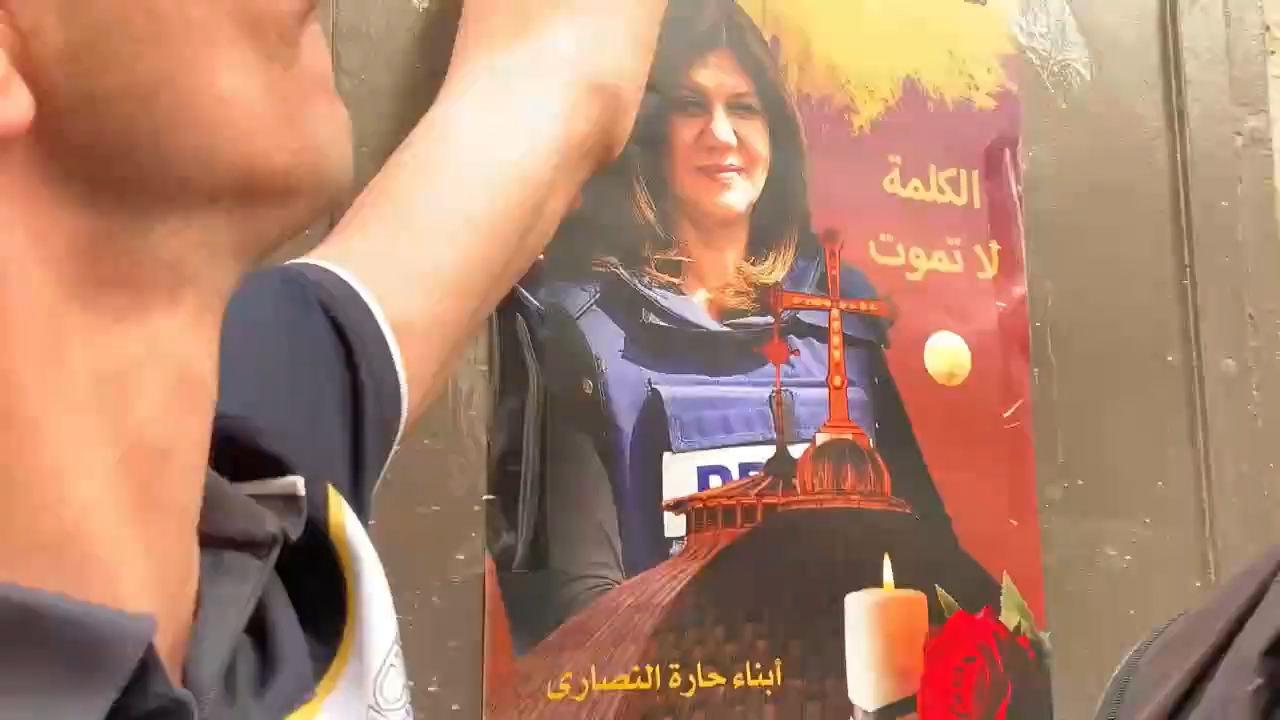 الكلمة
لا تموت
أبناء حارة النصارى